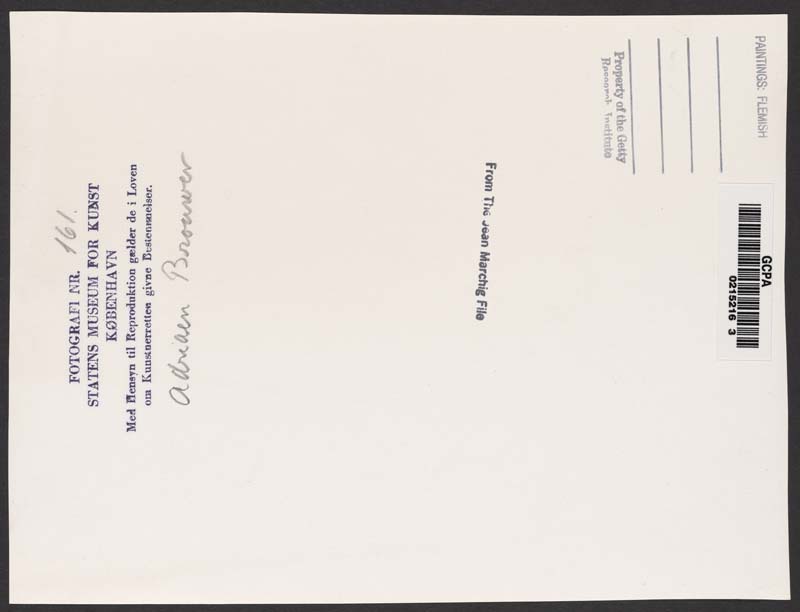 FOTOGRAFI NR. 161.
STATENS MUSEUM FOR KUNST
KØBENHAVN
Med Hensyn til Reproduktion gælder de i Loven
om Kunstnerretten givne Bestemmelser.
Adriaen Brouwer
From The Jean Marchig File
Property of the Getty
Research Institute
PAINTINGS: FLEMISH
GCPA
0215216 3